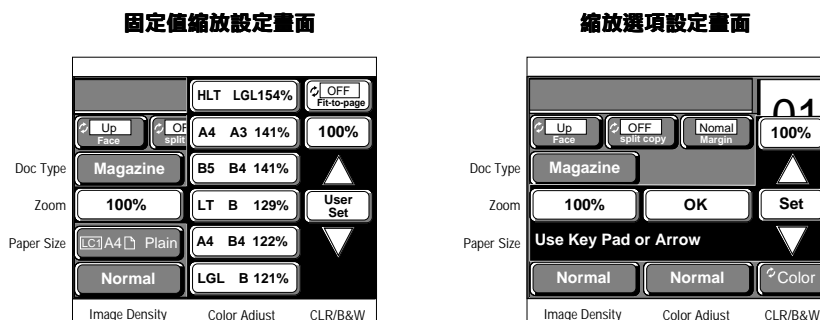 固定值縮放設定畫面
HLT LGL154%
OFF
Fit-to-page
Up
Face
OF
split
A4 A3 141%
100%
Doc Type
Magazine
B5 B4 141%
Zoom
100%
LT B 129%
User
Set
Paper Size
LC1 A4 Plain
A4 B4 122%
Normal
LGL B 121%
Image Density
Color Adjust
CLR/B&W
縮放選項設定畫面
01
Up
Face
OFF
split copy
Nomal
Margin
100%
Doc Type
Magazine
Zoom
100%
OK
Set
Paper Size
Use Key Pad or Arrow
Normal
Normal
Color
Image Density
Color Adjust
CLR/B&W